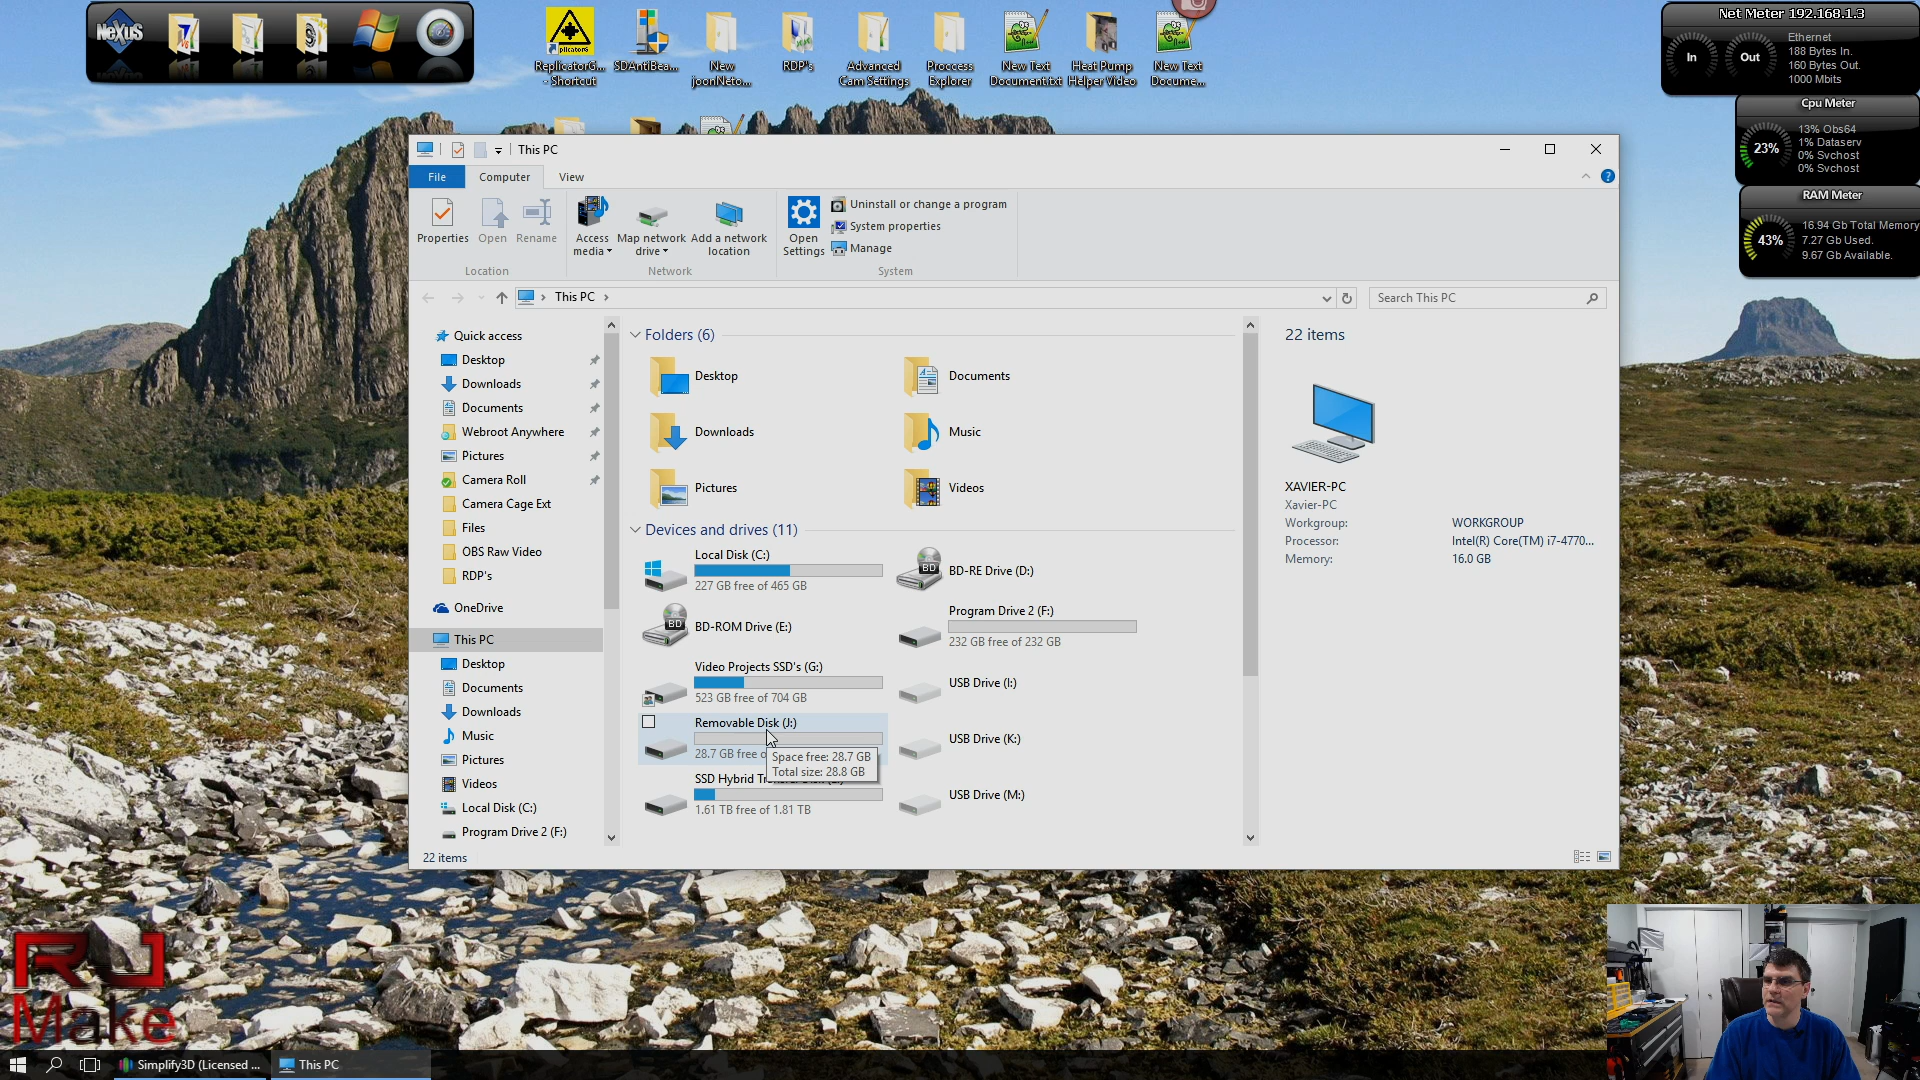 NeXuS
ReplicatorG...
- Shortcut
SDAntiBea...
New
joonNeto...
RDP's
Advanced
Cam Settings
Proccess
Explorer
New Text
Document.txt
Heat Pump
Helper Video
New Text
Docume...
Net Meter 192.168.1.3
In
Out
Ethernet
188 Bytes In.
160 Bytes Out.
1000 Mbits
Cpu Meter
23%
13% Obs64
1% Dataserv
0% Svchost
0% Svchost
RAM Meter
43%
16.94 Gb Total Memory
7.27 Gb Used.
9.67 Gb Available.
This PC
File
Computer
View
Properties
Open
Rename
Access
media
Map network
drive
Add a network
location
Open
Settings
Uninstall or change a program
System properties
Manage
Location
Network
System
This PC
Search This PC
Quick access
Desktop
Downloads
Documents
Webroot Anywhere
Pictures
Camera Roll
Camera Cage Ext
Files
OBS Raw Video
RDP's
OneDrive
This PC
Desktop
Documents
Downloads
Music
Pictures
Videos
Local Disk (C:)
Program Drive 2 (F:)
Folders (6)
Desktop
Documents
Downloads
Music
Pictures
Videos
Devices and drives (11)
Local Disk (C:)
227 GB free of 465 GB
BD-RE Drive (D:)
BD-ROM Drive (E:)
Program Drive 2 (F:)
232 GB free of 232 GB
Video Projects SSD's (G:)
523 GB free of 704 GB
USB Drive (I:)
Removable Disk (J:)
28.7 GB free o
Space free: 28.7 GB
Total size: 28.8 GB
USB Drive (K:)
SSD Hybrid
1.61 TB free of 1.81 TB
USB Drive (M:)
22 items
XAVIER-PC
Xavier-PC
Workgroup: WORKGROUP
Processor: Intel(R) Core(TM) i7-4770...
Memory: 16.0 GB
22 items
RJ
Make
Simplify3D (Licensed ...
This PC